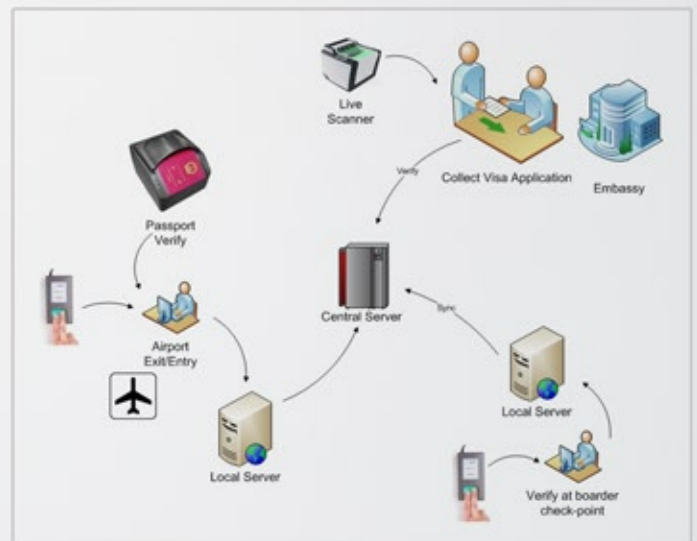 Live
Scanner
Verify
Collect Visa Application
Embassy
Passport
Verify
Central Server
Sync
Airport
Exit/Entry
Local Server
Local Server
Verify at boarder
check-point